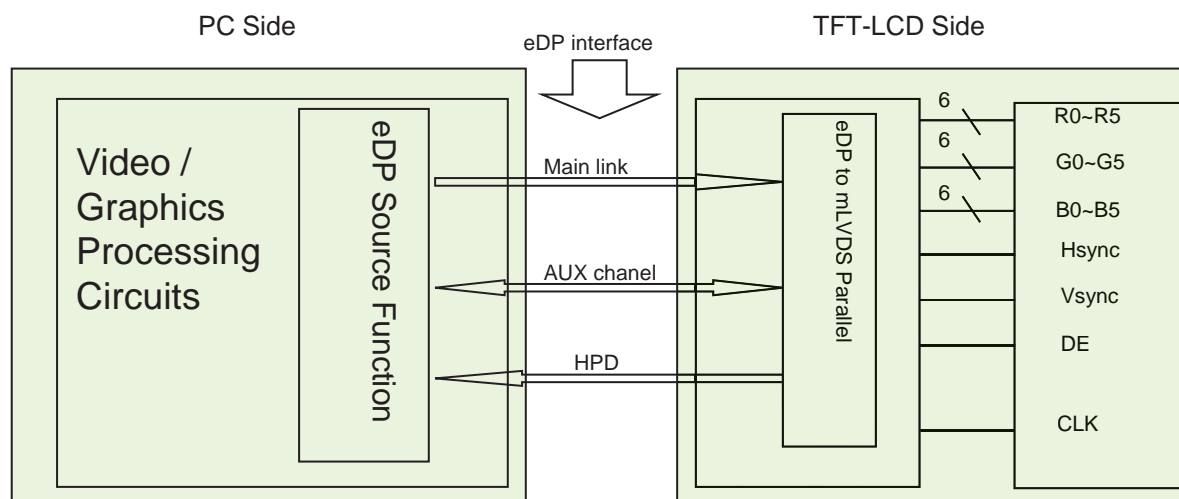 PC Side
eDP interface
TFT-LCD Side
Video /
Graphics
Processing
Circuits
eDP Source Function
Main link
AUX chanel
HPD
eDP to mLVDS Parallel
6
R0~R5
6
G0~G5
6
B0~B5
Hsync
Vsync
DE
CLK